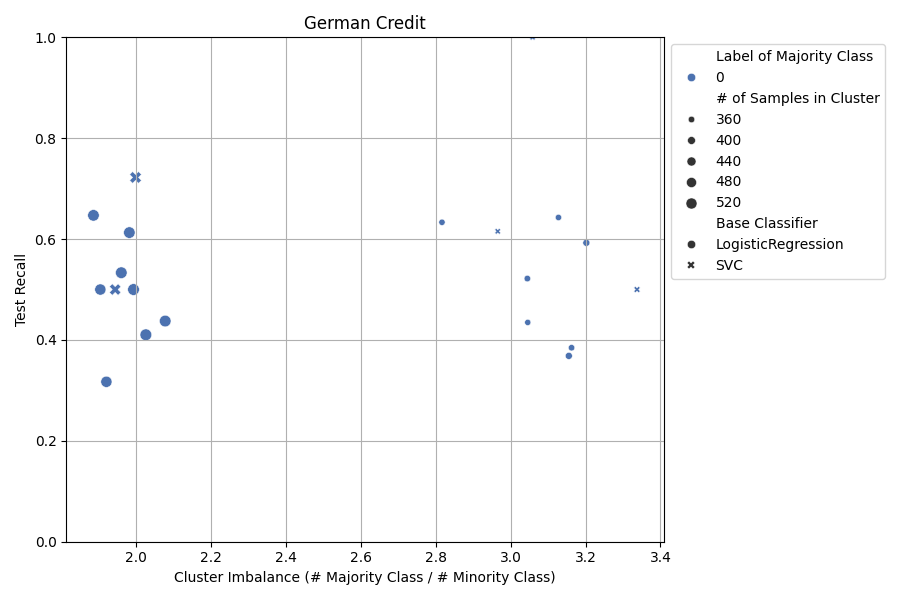 German Credit
1.0
0.8
0.6
0.4
0.2
0.0
Test Recall
2.0 2.2 2.4 2.6 2.8 3.0 3.2 3.4
Cluster Imbalance (# Majority Class / # Minority Class)
Label of Majority Class
0
# of Samples in Cluster
360
400
440
480
520
Base Classifier
LogisticRegression
SVC